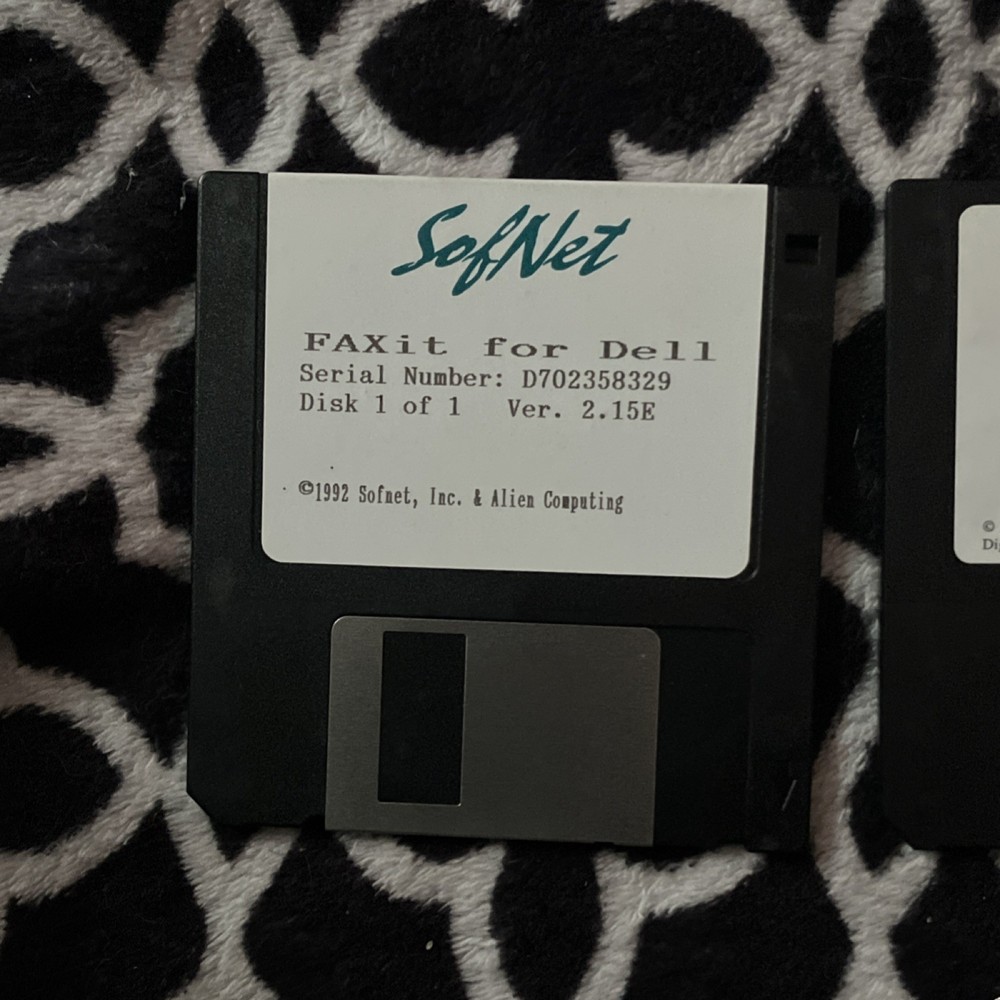 SofNet
FAXit for Dell
Serial Number: D702358329
Disk 1 of 1 Ver. 2.15E
©1992 Sofnet, Inc. & Alien Computing
©